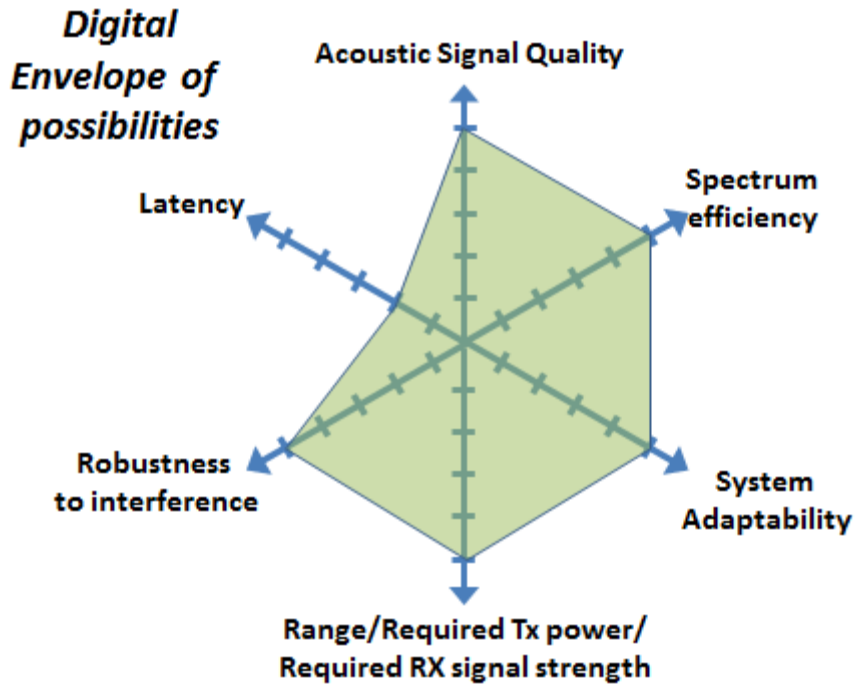 Digital
Envelope of
possibilities
Acoustic Signal Quality
Spectrum
efficiency
Latency
Robustness
to interference
System
Adaptability
Range/Required Tx power/
Required RX signal strength